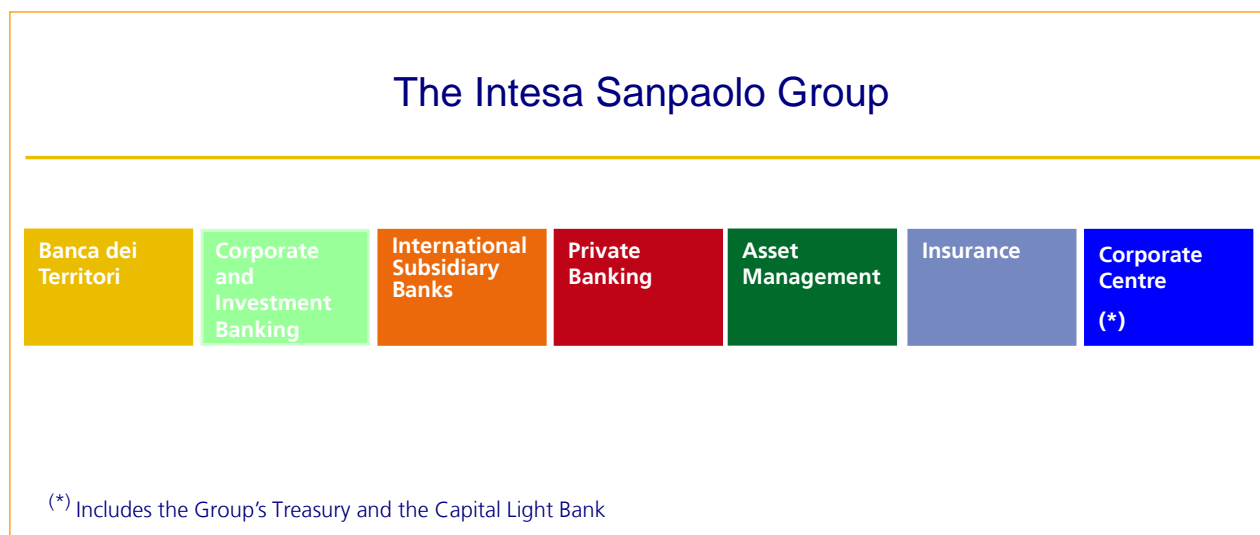 The Intesa Sanpaolo Group
Banca dei
Territori
Corporate
and
Investment
Banking
International
Subsidiary
Banks
Private
Banking
Asset
Management
Insurance
Corporate
Centre
(*)
(*) Includes the Group’s Treasury and the Capital Light Bank